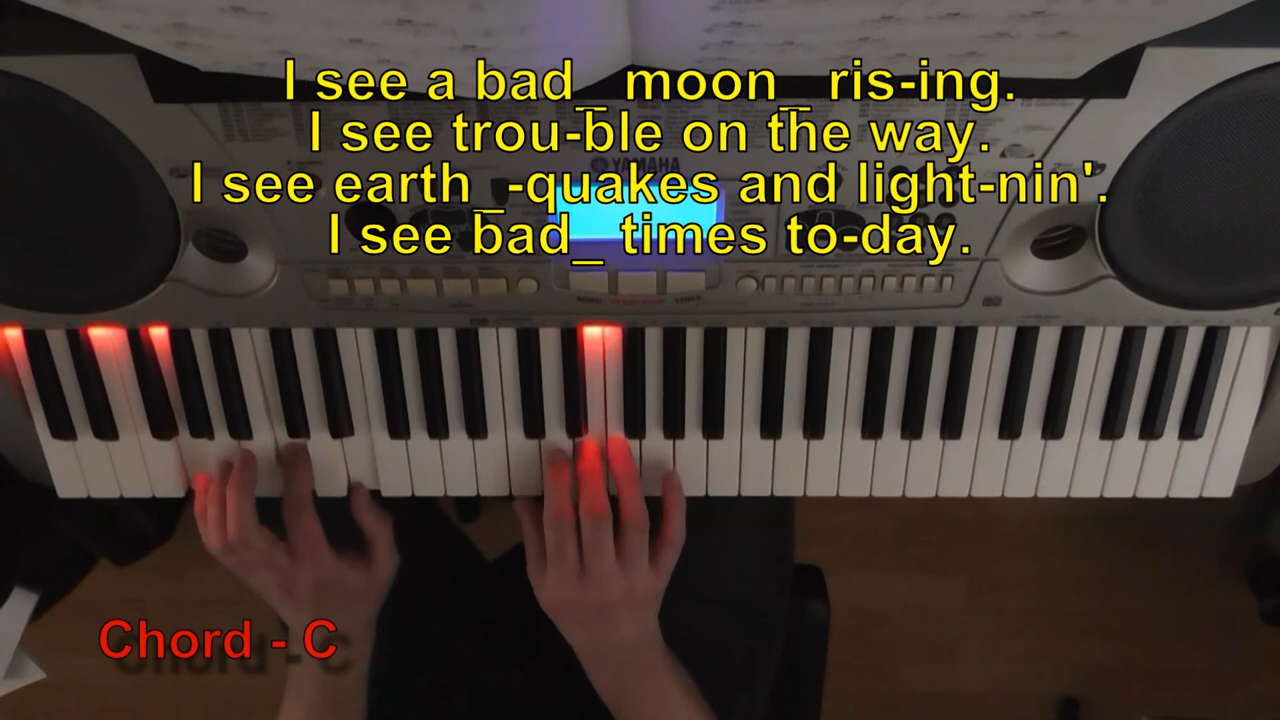 I see a bad_ moon_ ris-ing.
I see trou-ble on the way.
YAMAHA
I see earth_-quakes and light-nin'.
I see bad_ times to-day.
Chord - C